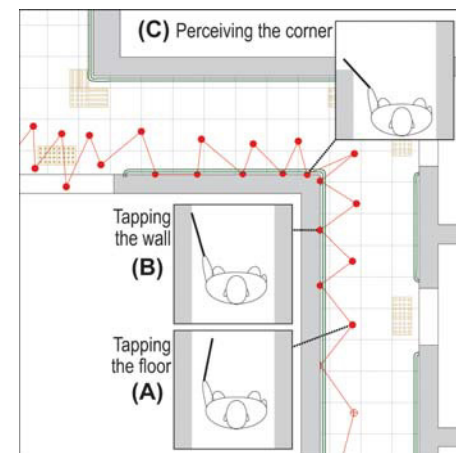 (C) Perceiving the corner
Tapping
the wall
(B)
Tapping
the floor
(A)